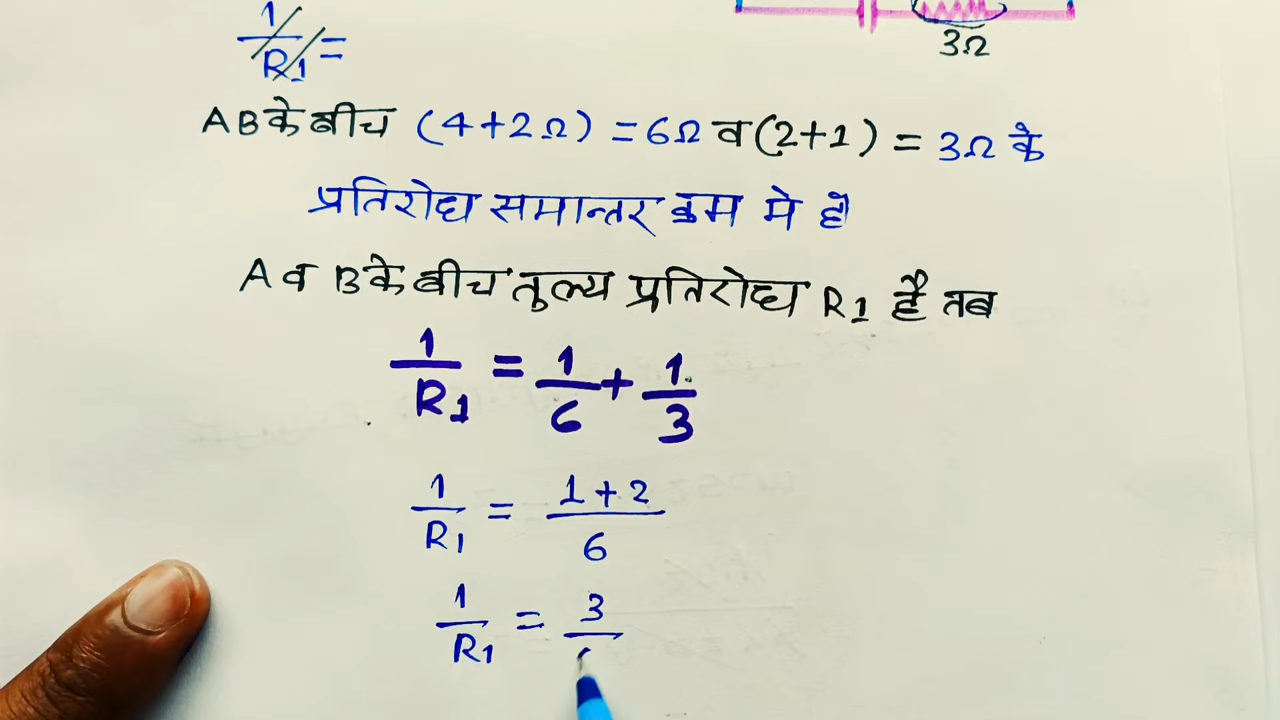 3Ω
1/R1 =
AB के बीच (4+2Ω) = 6Ω व (2+1) = 3Ω के
प्रतिरोध समान्तर क्रम मे है
A व B के बीच तुल्य प्रतिरोध R1 है तब
1/R1 = 1/6 + 1/3
1/R1 = 1+2/6
1/R1 = 3/